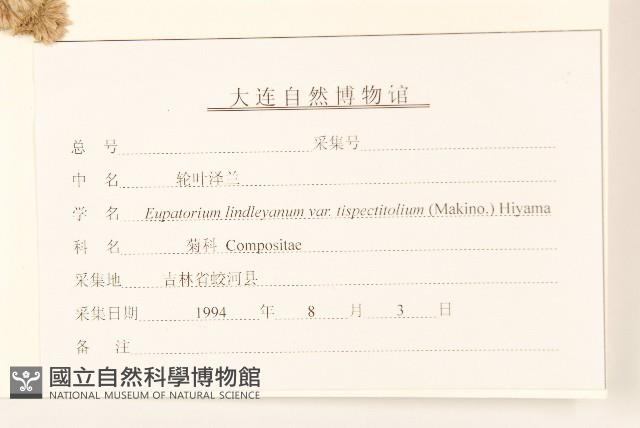 大连自然博物馆
总 号 采集号
中 名 轮叶泽兰
学 名 Eupatorium lindleyanum var. tispectitolium (Makino.) Hiyama
科 名 菊科 Compositae
采集地 吉林省蛟河县
采集日期 1994 年 8 月 3 日
备 注
國立自然科學博物館
NATIONAL MUSEUM OF NATURAL SCIENCE